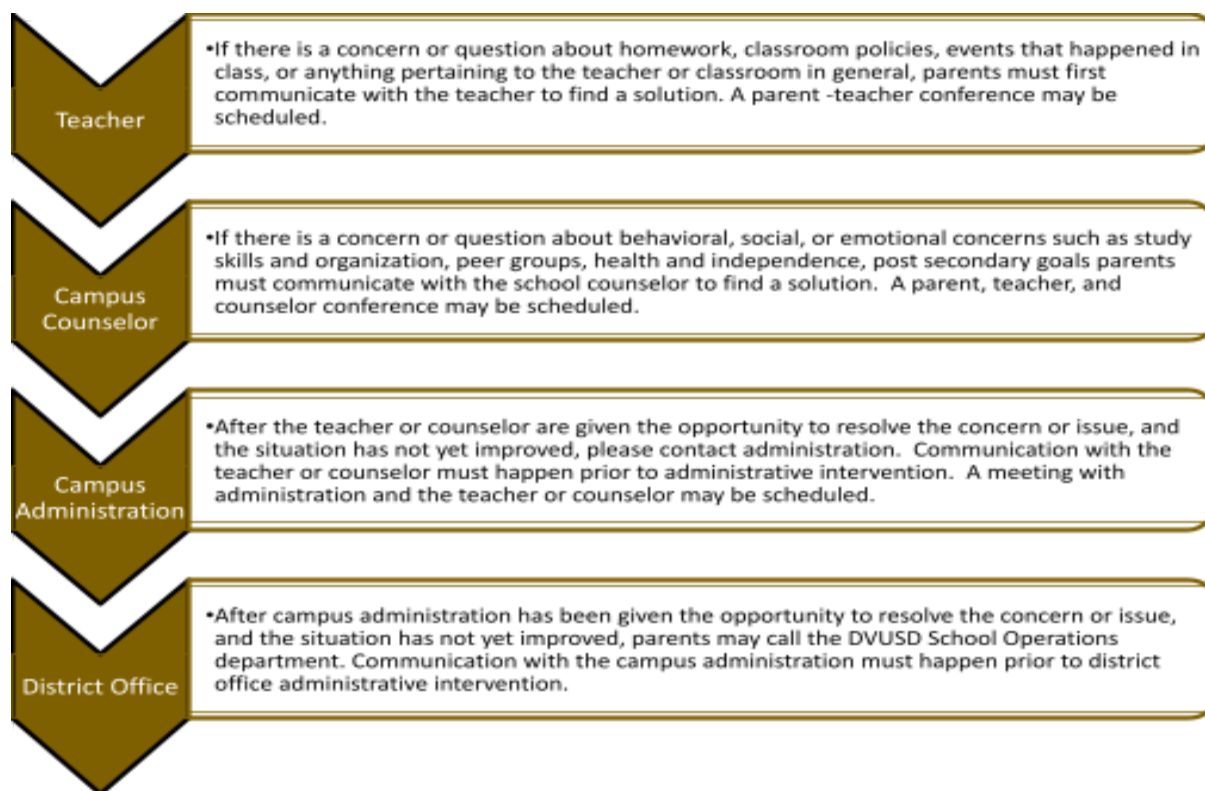 Teacher
•If there is a concern or question about homework, classroom policies, events that happened in
class, or anything pertaining to the teacher or classroom in general, parents must first
communicate with the teacher to find a solution. A parent -teacher conference may be
scheduled.
Campus
Counselor
•If there is a concern or question about behavioral, social, or emotional concerns such as study
skills and organization, peer groups, health and independence, post secondary goals parents
must communicate with the school counselor to find a solution.  A parent, teacher, and
counselor conference may be scheduled.
Campus
Administration
•After the teacher or counselor are given the opportunity to resolve the concern or issue, and
the situation has not yet improved, please contact administration.  Communication with the
teacher or counselor must happen prior to administrative intervention.  A meeting with
administration and the teacher or counselor may be scheduled.
District Office
•After campus administration has been given the opportunity to resolve the concern or issue,
and the situation has not yet improved, parents may call the DVUSD School Operations
department. Communication with the campus administration must happen prior to district
office administrative intervention.